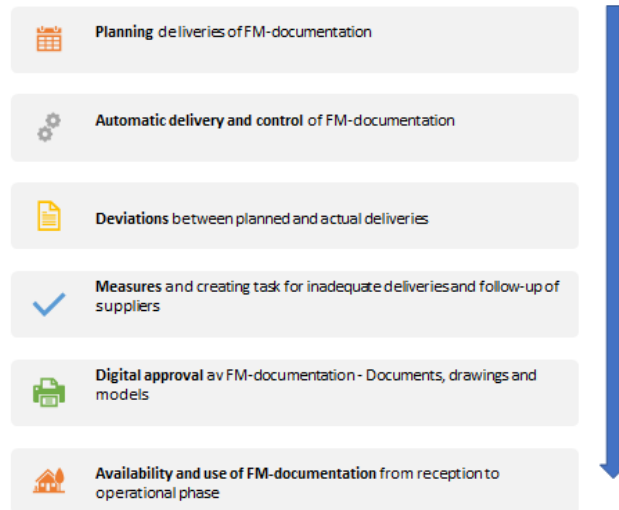 Planning deliveries of FM-documentation
Automatic delivery and control of FM-documentation
Deviations between planned and actual deliveries
Measures and creating task for inadequate deliveries and follow-up of
suppliers
Digital approval av FM-documentation - Documents, drawings and
models
Availability and use of FM-documentation from reception to
operational phase